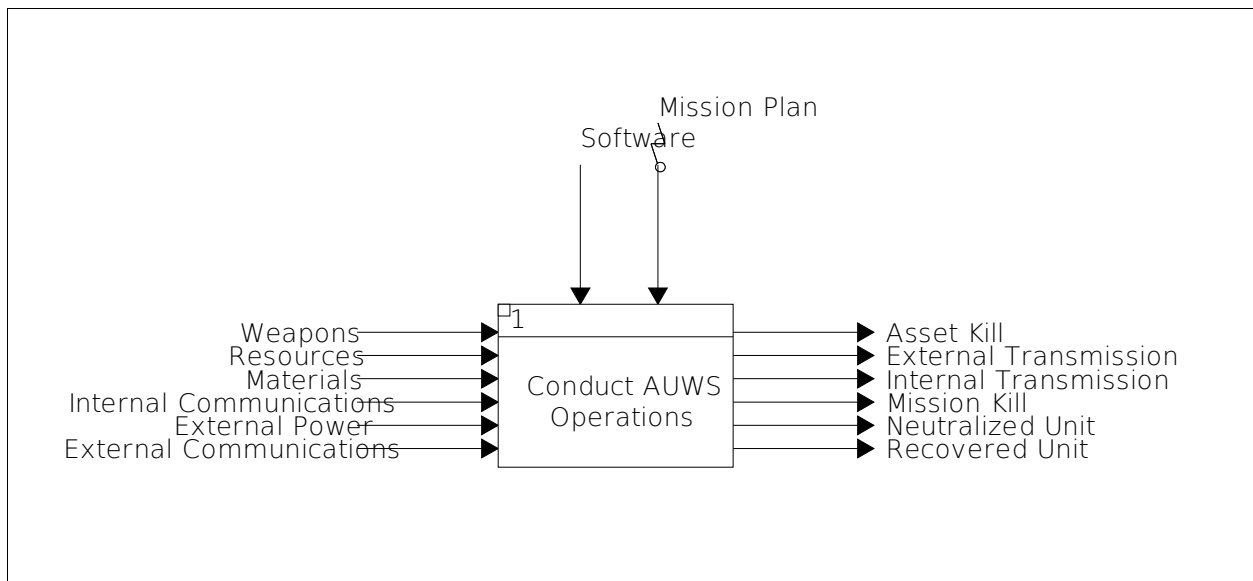 Mission Plan
Software
1
Weapons
Resources
Materials
Internal Communications
External Power
External Communications
Conduct AUWS
Operations
Asset Kill
External Transmission
Internal Transmission
Mission Kill
Neutralized Unit
Recovered Unit